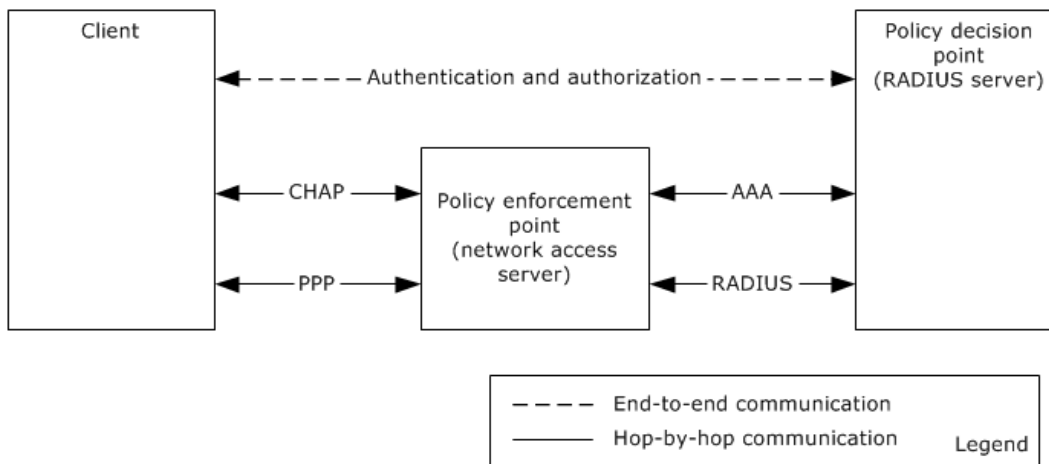 Client
Policy decision
point
(RADIUS server)
Authentication and authorization
CHAP
Policy enforcement
point
(network access
server)
AAA
PPP
RADIUS
End-to-end communication
Hop-by-hop communication
Legend